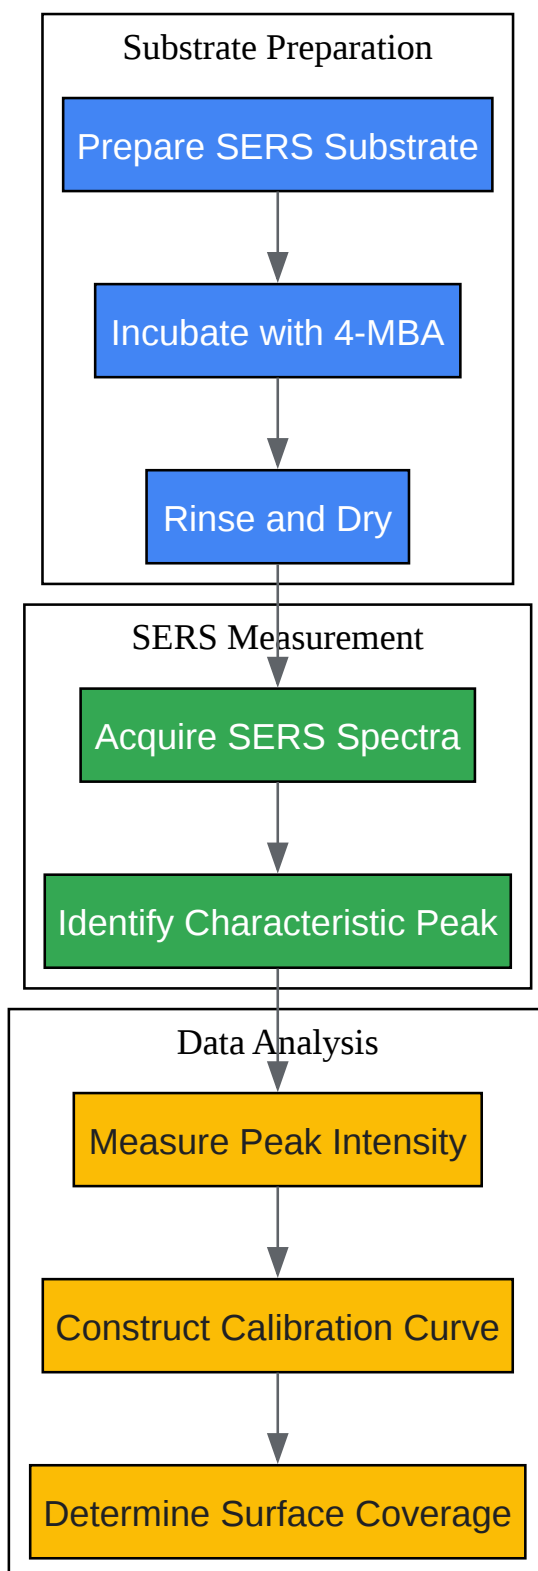 Substrate Preparation
Prepare SERS Substrate
Incubate with 4-MBA
Rinse and Dry
SERS Measurement
Acquire SERS Spectra
Identify Characteristic Peak
Data Analysis
Measure Peak Intensity
Construct Calibration Curve
Determine Surface Coverage